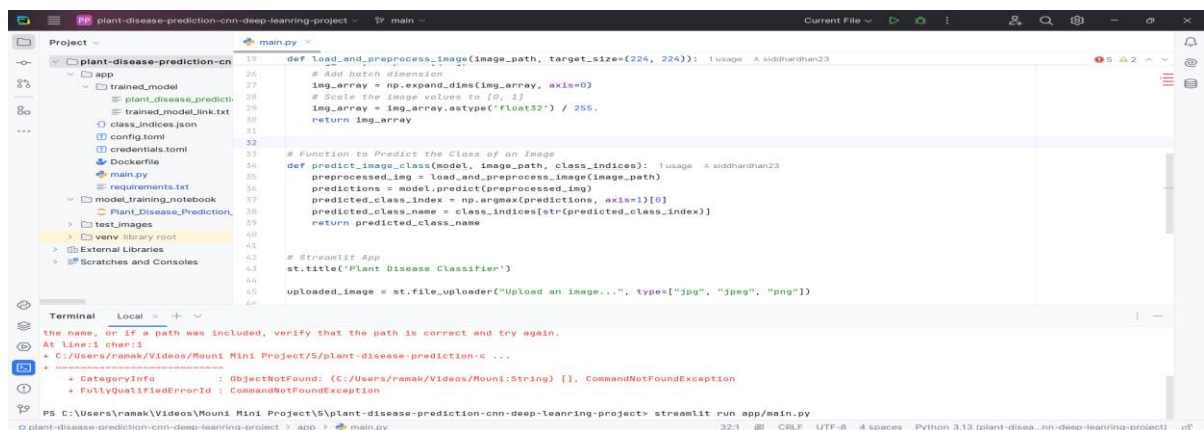 PP plant-disease-prediction-cnn-deep-leanring-project main Current File
Project
main.py
plant-disease-prediction-cn
app
trained_model
plant_disease_predicti
trained_model_link.txt
class_indices.json
config.toml
credentials.toml
Dockerfile
main.py
requirements.txt
model_training_notebook
Plant_Disease_Prediction_
test_images
venv library root
External Libraries
Scratches and Consoles
19 def load_and_preprocess_image(image_path, target_size=(224, 224)): 1 usage siddhardhan23
5 2
26 # Add batch dimension
27 img_array = np.expand_dims(img_array, axis=0)
28 # Scale the image values to [0, 1]
29 img_array = img_array.astype('float32') / 255.
30 return img_array
31
32
33 # Function to Predict the Class of an Image
34 def predict_image_class(model, image_path, class_indices): 1 usage siddhardhan23
35 preprocessed_img = load_and_preprocess_image(image_path)
36 predictions = model.predict(preprocessed_img)
37 predicted_class_index = np.argmax(predictions, axis=1)[0]
38 predicted_class_name = class_indices[str(predicted_class_index)]
39 return predicted_class_name
40
41
42 # Streamlit App
43 st.title('Plant Disease Classifier')
44
45 uploaded_image = st.file_uploader("Upload an image...", type=["jpg", "jpeg", "png"])
Terminal Local
the name, or if a path was included, verify that the path is correct and try again.
At line:1 char:1
+ C:/Users/ramak/Videos/Mouni Mini Project/5/plant-disease-prediction-c ...
+ ~~~~~~~~~~~~~~~~~~~~~~~~~~~
+ CategoryInfo : ObjectNotFound: (C:/Users/ramak/Videos/Mouni:String) [], CommandNotFoundException
+ FullyQualifiedErrorId : CommandNotFoundException
PS C:\Users\ramak\Videos\Mouni Mini Project\5\plant-disease-prediction-cnn-deep-leanring-project> streamlit run app/main.py
plant-disease-prediction-cnn-deep-leanring-project > app > main.py 32:1 CRLF UTF-8 4 spaces Python 3.13 (plant-disea...nn-deep-leanring-project)